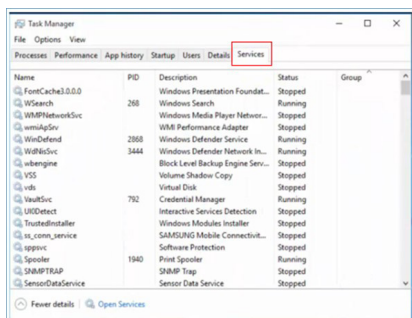 Task Manager
File Options View
Processes Performance App history Startup Users Details Services
Name PID Description Status Group
FontCache3.0.0.0 Windows Presentation Foundat... Stopped
WSearch 268 Windows Search Running
WMPNetworkSvc Windows Media Player Networ... Stopped
wmiApSrv WMI Performance Adapter Stopped
WinDefend 2868 Windows Defender Service Running
WdNisSvc 3444 Windows Defender Network In... Running
wbengine Block Level Backup Engine Serv... Stopped
VSS Volume Shadow Copy Stopped
vds Virtual Disk Stopped
VaultSvc 792 Credential Manager Running
UI0Detect Interactive Services Detection Stopped
TrustedInstaller Windows Modules Installer Stopped
ss_conn_service SAMSUNG Mobile Connectivit... Stopped
sppsvc Software Protection Stopped
Spooler 1940 Print Spooler Running
SNMPTRAP SNMP Trap Stopped
SensorDataService Sensor Data Service Stopped
Fewer details Open Services